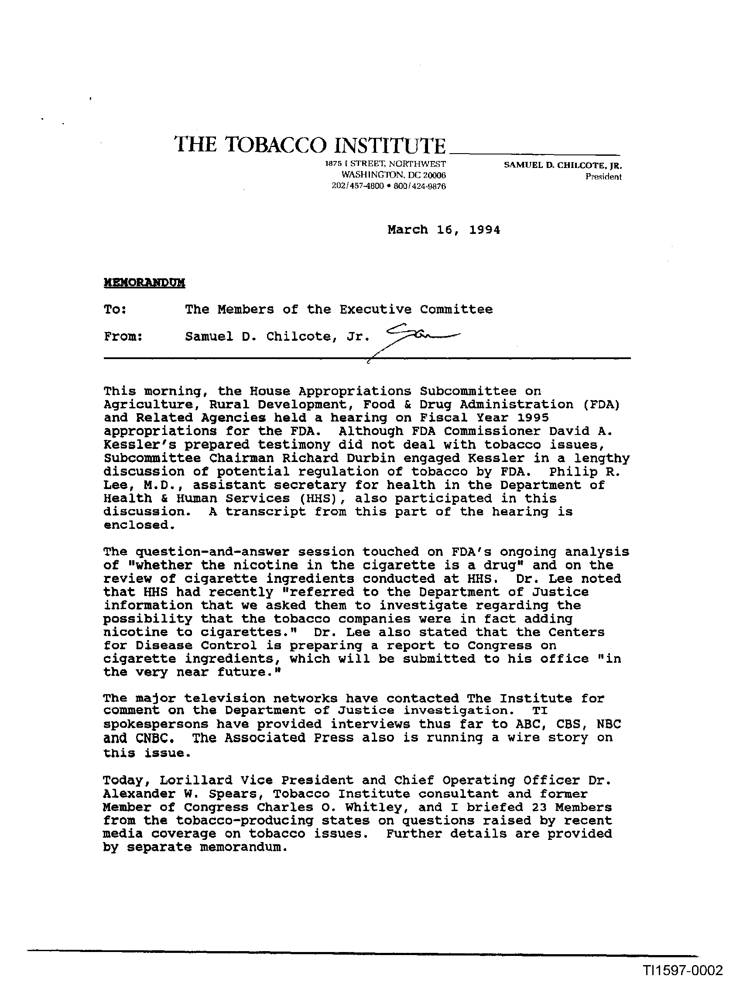 THE TOBACCO INSTITUTE
1875 I STREET, NORTHWEST
WASHINGTON, DC 20006
202/457-4800 • 800/424-9876
SAMUEL D. CHILCOTE, JR.
President
March 16, 1994
MEMORANDUM
To: The Members of the Executive Committee
From: Samuel D. Chilcote, Jr. Sam
This morning, the House Appropriations Subcommittee on
Agriculture, Rural Development, Food & Drug Administration (FDA)
and Related Agencies held a hearing on Fiscal Year 1995
appropriations for the FDA. Although FDA Commissioner David A.
Kessler's prepared testimony did not deal with tobacco issues,
Subcommittee Chairman Richard Durbin engaged Kessler in a lengthy
discussion of potential regulation of tobacco by FDA. Philip R.
Lee, M.D., assistant secretary for health in the Department of
Health & Human Services (HHS), also participated in this
discussion. A transcript from this part of the hearing is
enclosed.
The question-and-answer session touched on FDA's ongoing analysis
of "whether the nicotine in the cigarette is a drug" and on the
review of cigarette ingredients conducted at HHS. Dr. Lee noted
that HHS had recently "referred to the Department of Justice
information that we asked them to investigate regarding the
possibility that the tobacco companies were in fact adding
nicotine to cigarettes." Dr. Lee also stated that the Centers
for Disease Control is preparing a report to Congress on
cigarette ingredients, which will be submitted to his office "in
the very near future."
The major television networks have contacted The Institute for
comment on the Department of Justice investigation. TI
spokespersons have provided interviews thus far to ABC, CBS, NBC
and CNBC. The Associated Press also is running a wire story on
this issue.
Today, Lorillard Vice President and Chief Operating Officer Dr.
Alexander W. Spears, Tobacco Institute consultant and former
Member of Congress Charles O. Whitley, and I briefed 23 Members
from the tobacco-producing states on questions raised by recent
media coverage on tobacco issues. Further details are provided
by separate memorandum.
TI1597-0002